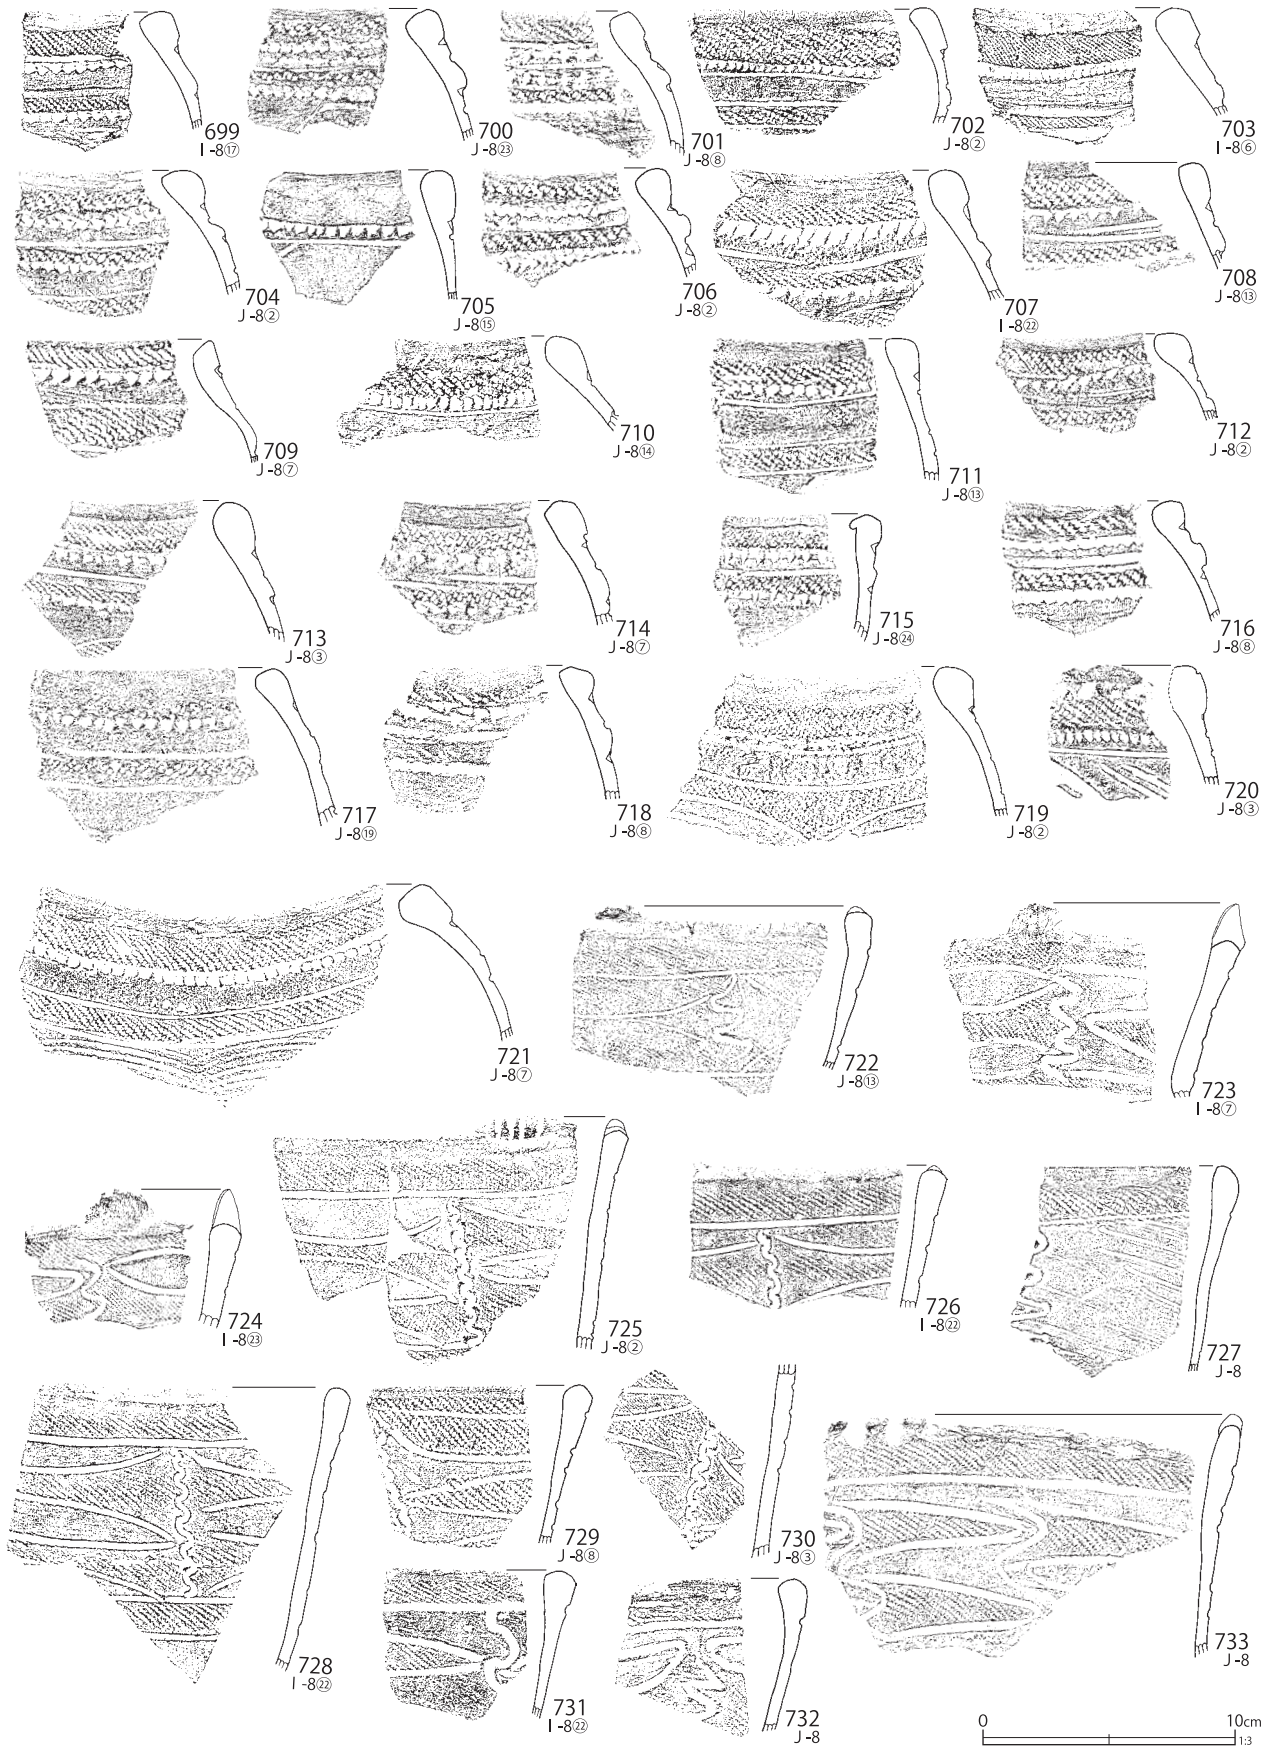 699
I-8⑰
700
J-8㉓
701
J-8⑧
702
J-8②
703
I-8⑥
704
J-8②
705
J-8⑮
706
J-8②
707
I-8㉒
708
J-8⑬
709
J-8⑦
710
J-8⑭
711
J-8⑬
712
J-8②
713
J-8③
714
J-8⑦
715
J-8㉔
716
J-8⑧
717
J-8⑲
718
J-8⑧
719
J-8②
720
J-8③
721
J-8⑦
722
J-8⑬
723
I-8⑦
724
I-8㉓
725
J-8②
726
I-8㉒
727
J-8
728
I-8㉒
729
J-8⑧
730
J-8③
731
I-8㉒
732
J-8
733
J-8
0 10cm
1:3